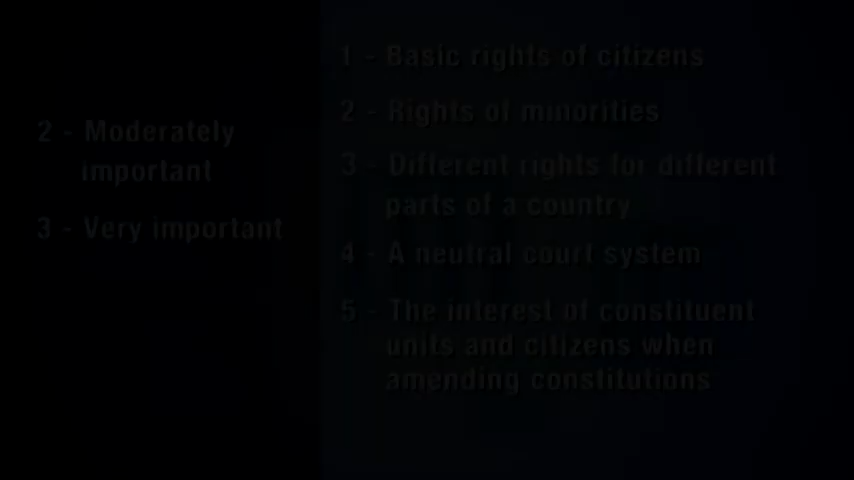 2 - Moderately
important
3 - Very important
1 - Basic rights of citizens
2 - Rights of minorities
3 - Different rights for different
parts of a country
4 - A neutral court system
5 - The interest of constituent
units and citizens when
amending constitutions